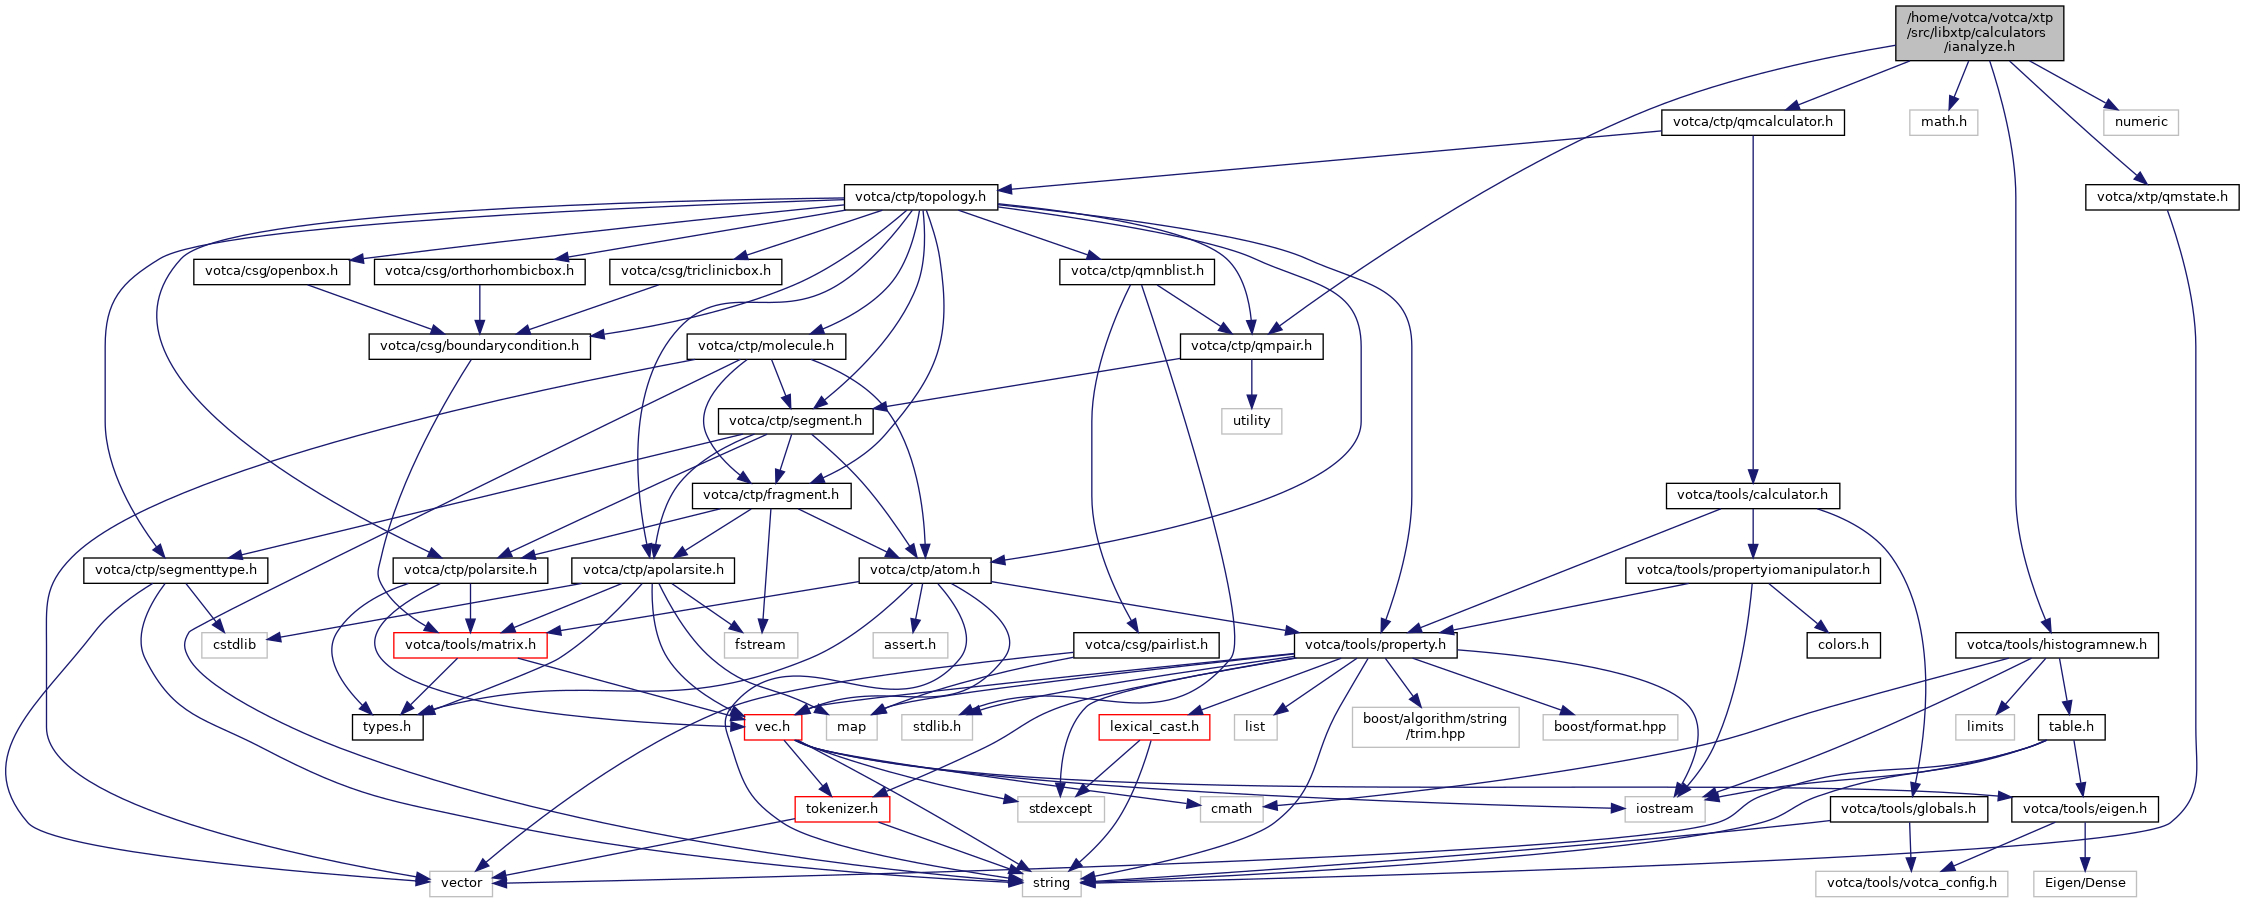 /home/votca/votca/xtp
/src/libxtp/calculators
/ianalyze.h
votca/ctp/qmcalculator.h
math.h
numeric
votca/ctp/topology.h
votca/xtp/qmstate.h
votca/csg/openbox.h
votca/csg/orthorhombicbox.h
votca/csg/triclinicbox.h
votca/ctp/qmnblist.h
votca/csg/boundarycondition.h
votca/ctp/molecule.h
votca/ctp/qmpair.h
votca/ctp/segment.h
utility
votca/ctp/fragment.h
votca/tools/calculator.h
votca/ctp/segmenttype.h
votca/ctp/polarsite.h
votca/ctp/apolarsite.h
votca/ctp/atom.h
votca/tools/propertyiomanipulator.h
cstdlib
votca/tools/matrix.h
fstream
assert.h
votca/csg/pairlist.h
votca/tools/property.h
colors.h
votca/tools/histogramnew.h
types.h
vec.h
map
stdlib.h
lexical_cast.h
list
boost/algorithm/string
/trim.hpp
boost/format.hpp
limits
table.h
tokenizer.h
stdexcept
cmath
iostream
votca/tools/globals.h
votca/tools/eigen.h
vector
string
votca/tools/votca_config.h
Eigen/Dense